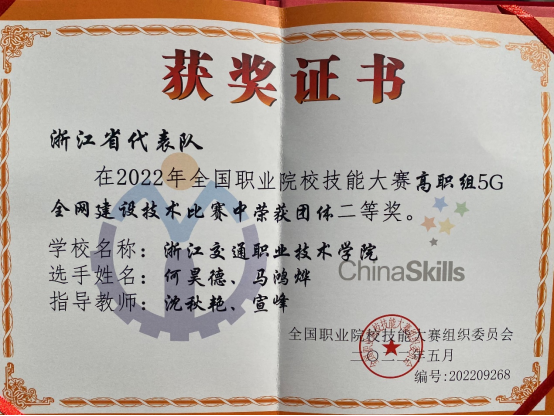 获奖证书
浙江省代表队
在2022年全国职业院校技能大赛高职组5G
全网建设技术比赛中荣获团体二等奖。
学校名称：浙江交通职业技术学院
选手姓名：何昊德、马鸿烨
指导教师：沈秋艳、宣峰
ChinaSkills
全国职业院校技能大赛组织委员会
二〇二二年五月
编号:202209268